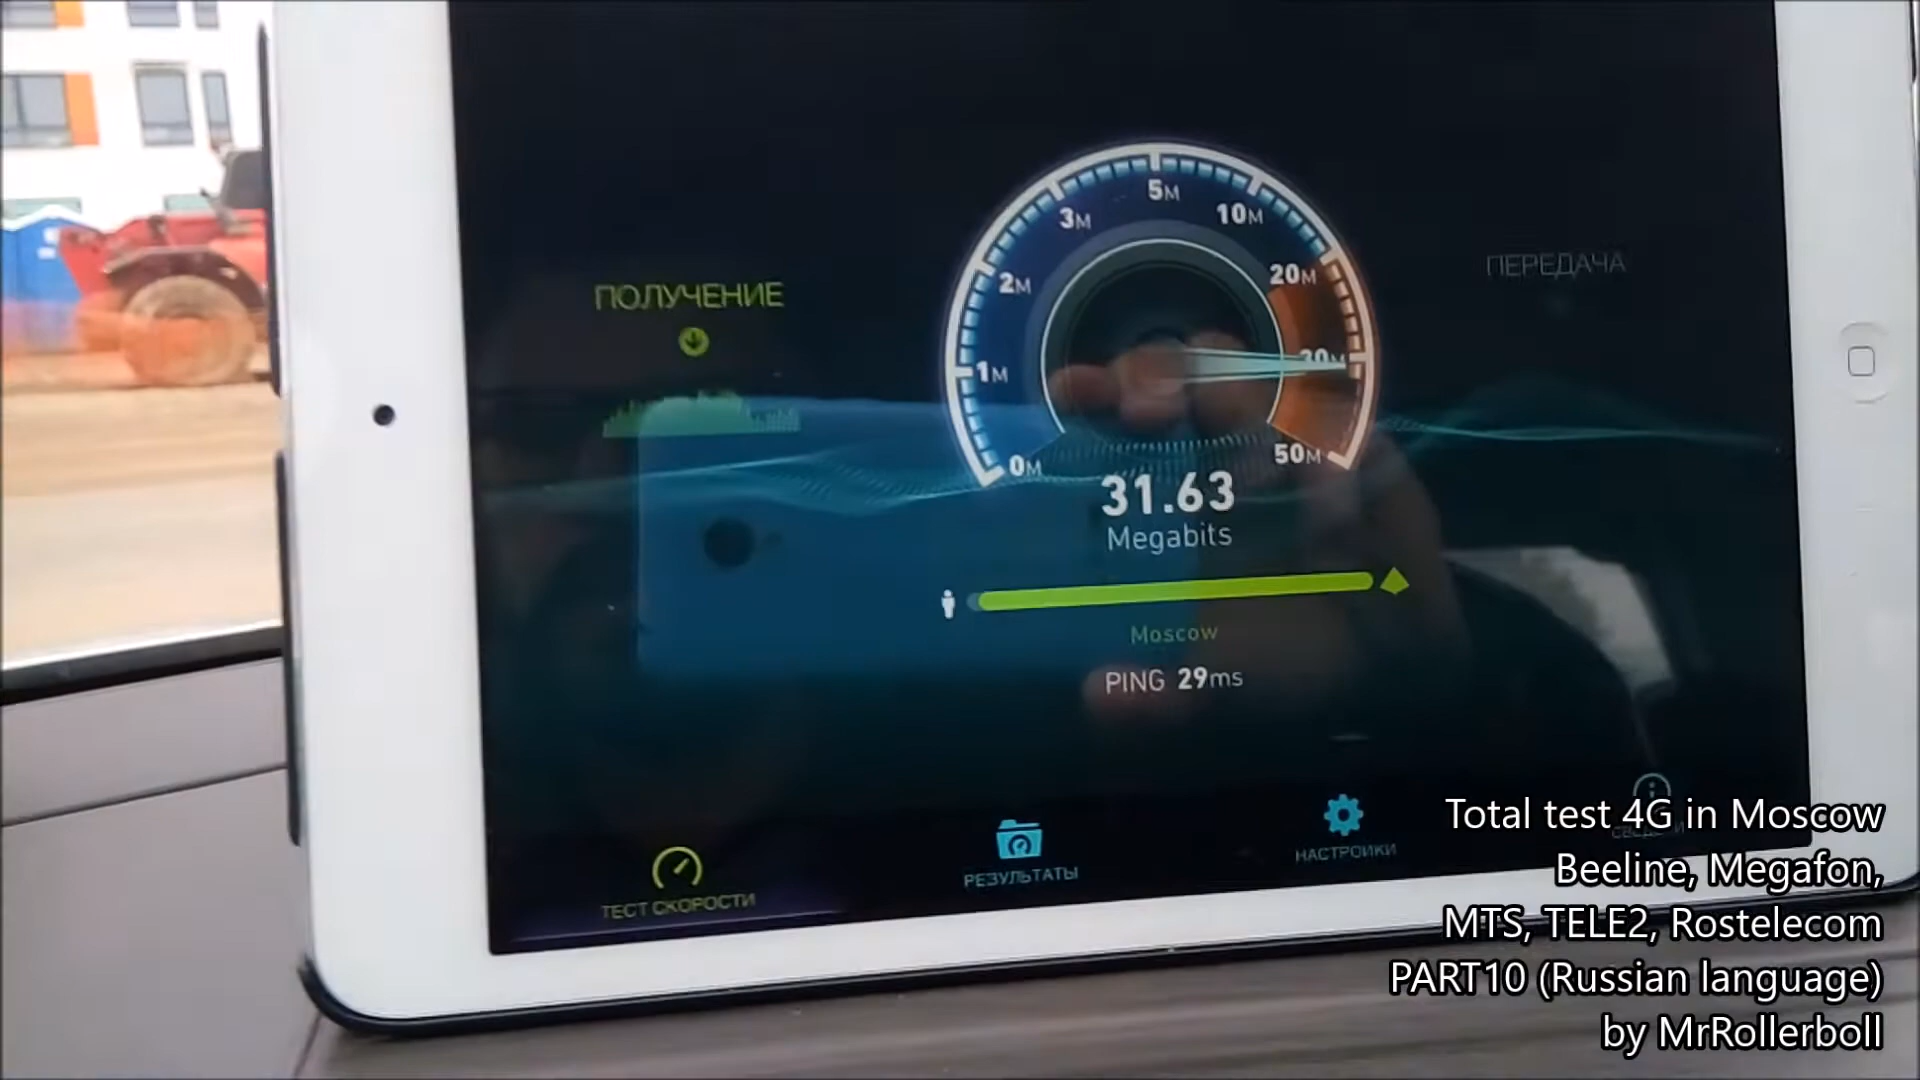 5M
3M
10M
2M
20M
ПОЛУЧЕНИЕ
ПЕРЕДАЧА
1M
30M
0M
50M
31.63
Megabits
Moscow
PING 29ms
ТЕСТ СКОРОСТИ
РЕЗУЛЬТАТЫ
НАСТРОЙКИ
Total test 4G in Moscow
Beeline, Megafon,
MTS, TELE2, Rostelecom
PART10 (Russian language)
by MrRollerboll